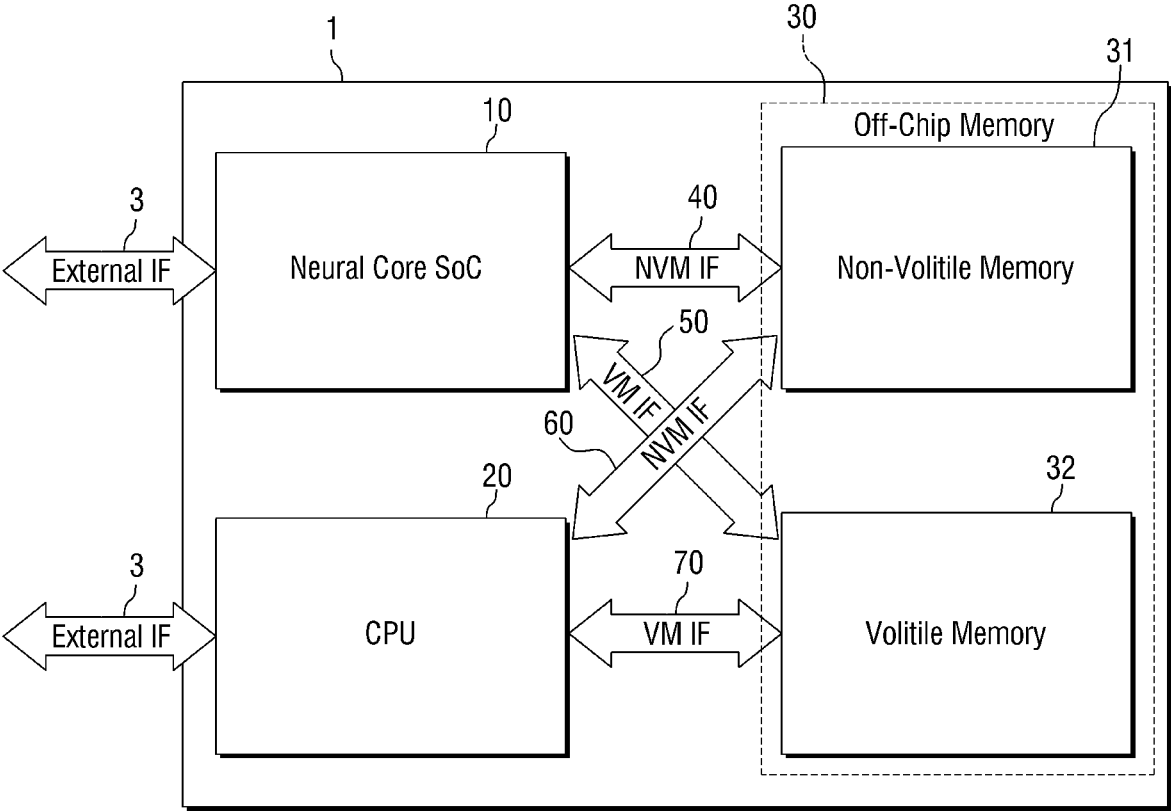 1
30
31
10
Off-Chip Memory
3
40
External IF
Neural Core SoC
NVM IF
Non-Volitile Memory
50
VM IF
NVM IF
60
20
32
3
70
External IF
CPU
VM IF
Volitile Memory